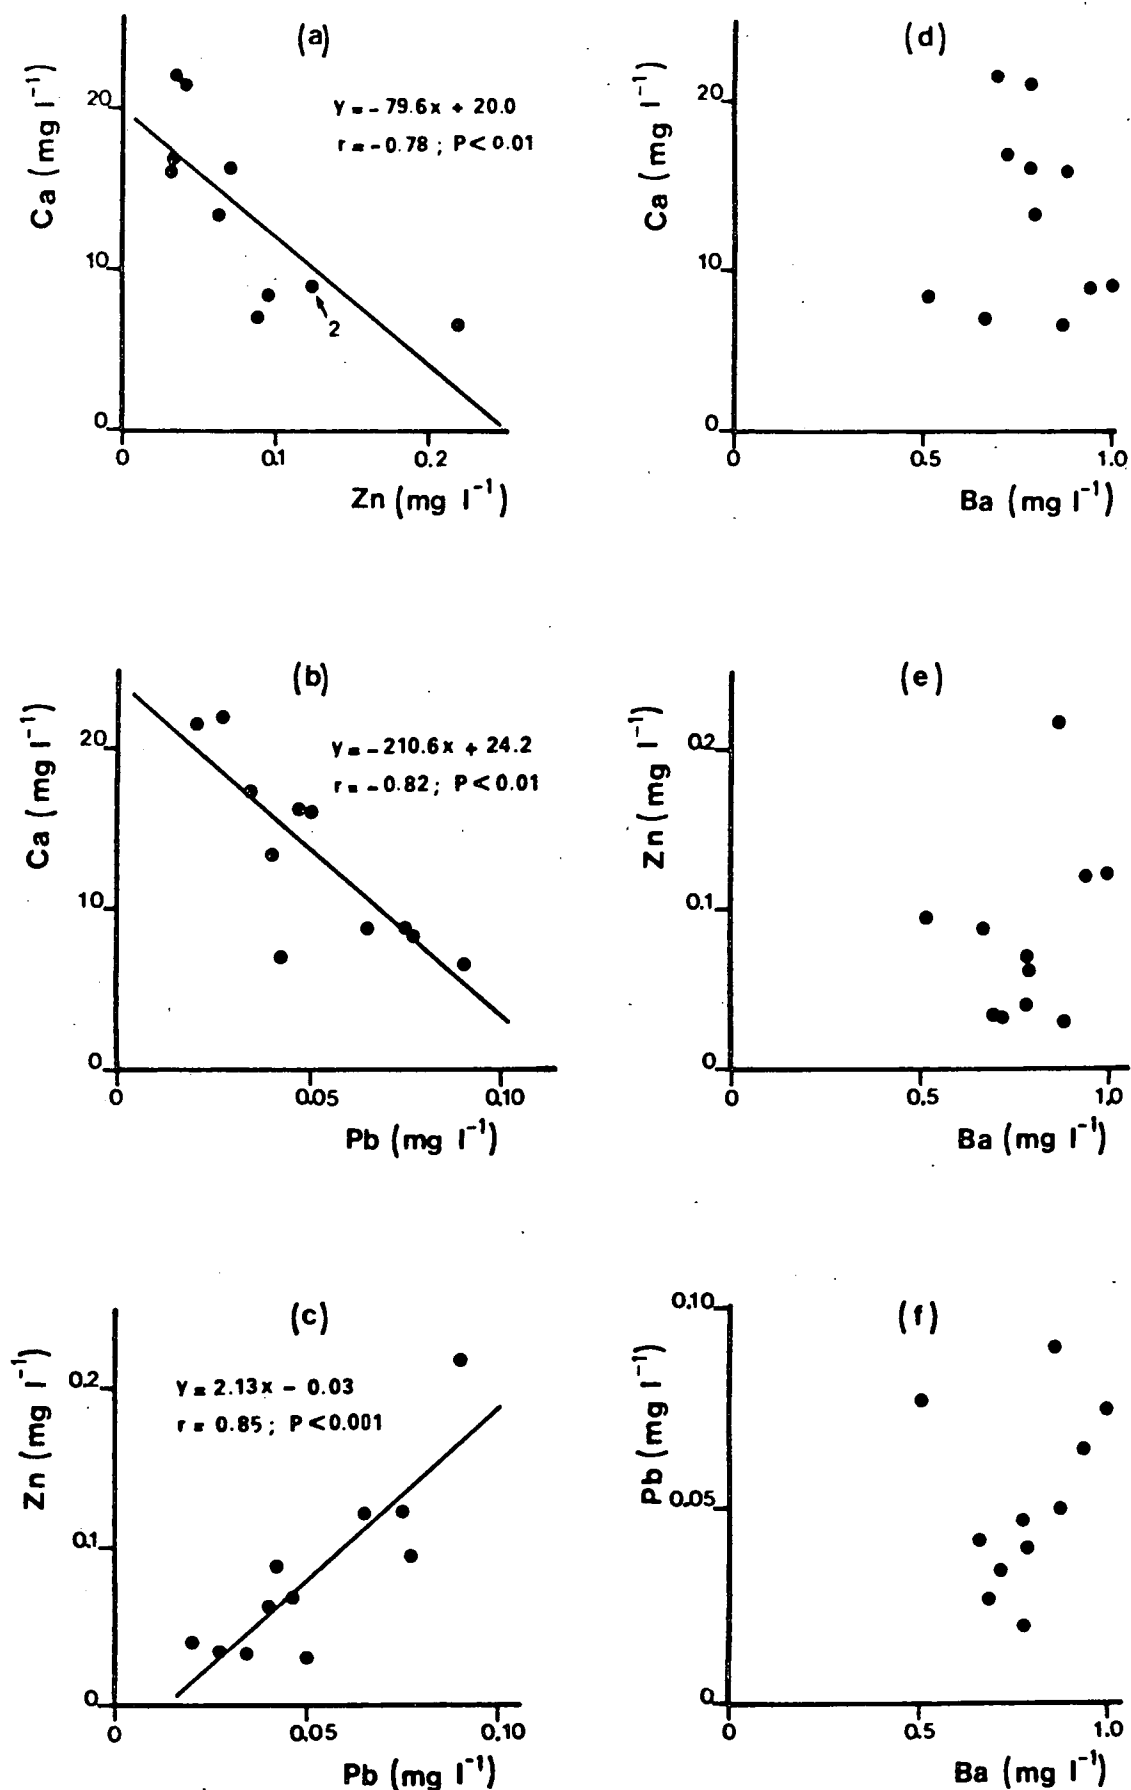 (a)
Ca (mg l⁻¹)
y = -79.6x + 20.0
r = -0.78 ; P < 0.01
20
10
0
2
0 0.1 0.2
Zn (mg l⁻¹)
(d)
Ca (mg l⁻¹)
20
10
0
0 0.5 1.0
Ba (mg l⁻¹)
(b)
Ca (mg l⁻¹)
y = -210.6x + 24.2
r = -0.82 ; P < 0.01
20
10
0
0 0.05 0.10
Pb (mg l⁻¹)
(e)
Zn (mg l⁻¹)
0.2
0.1
0
0 0.5 1.0
Ba (mg l⁻¹)
(c)
Zn (mg l⁻¹)
y = 2.13x - 0.03
r = 0.85 ; P < 0.001
0.2
0.1
0
0 0.05 0.10
Pb (mg l⁻¹)
(f)
Pb (mg l⁻¹)
0.10
0.05
0
0 0.5 1.0
Ba (mg l⁻¹)